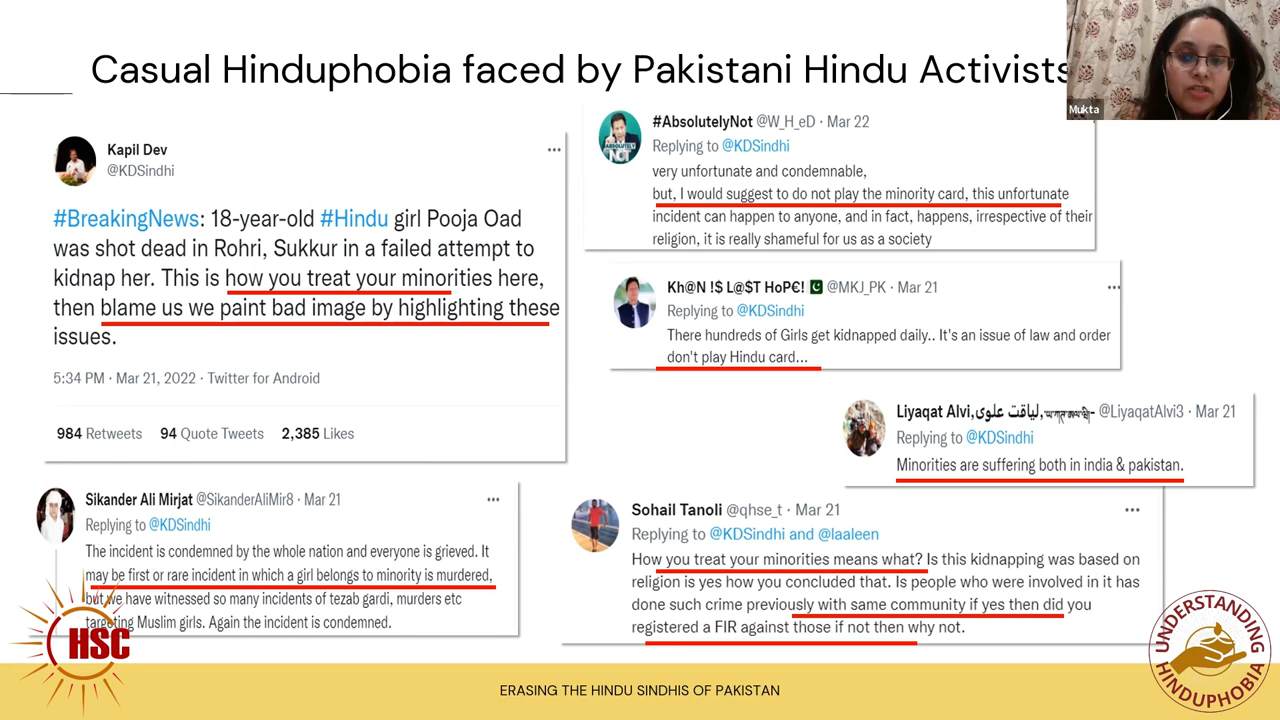 Casual Hinduphobia faced by Pakistani Hindu Activists
Mukta
Kapil Dev
@KDSindhi
#BreakingNews: 18-year-old #Hindu girl Pooja Oad
was shot dead in Rohri, Sukkur in a failed attempt to
kidnap her. This is how you treat your minorities here,
then blame us we paint bad image by highlighting these
issues.
5:34 PM · Mar 21, 2022 · Twitter for Android
984 Retweets 94 Quote Tweets 2,385 Likes
#AbsolutelyNot @W_H_eD · Mar 22
Replying to @KDSindhi
very unfortunate and condemnable,
but, I would suggest to do not play the minority card, this unfortunate
incident can happen to anyone, and in fact, happens, irrespective of their
religion, it is really shameful for us as a society
ABSOLUTELY
NOT
Kh@N !$ L@$T HoP€! @MKJ_PK · Mar 21
Replying to @KDSindhi
There hundreds of Girls get kidnapped daily.. It's an issue of law and order
don't play Hindu card...
Liyaqat Alvi,لیاقت علوی, @LiyaqatAlvi3 · Mar 21
Replying to @KDSindhi
Minorities are suffering both in india & pakistan.
Sikander Ali Mirjat @SikanderAliMir8 · Mar 21
Replying to @KDSindhi
The incident is condemned by the whole nation and everyone is grieved. It
may be first or rare incident in which a girl belongs to minority is murdered,
but we have witnessed so many incidents of tezab gardi, murders etc
targeting Muslim girls. Again the incident is condemned.
Sohail Tanoli @qhse_t · Mar 21
Replying to @KDSindhi and @laaleen
How you treat your minorities means what? Is this kidnapping was based on
religion is yes how you concluded that. Is people who were involved in it has
done such crime previously with same community if yes then did you
registered a FIR against those if not then why not.
HSC
UNDERSTANDING
HINDUPHOBIA
ERASING THE HINDU SINDHIS OF PAKISTAN